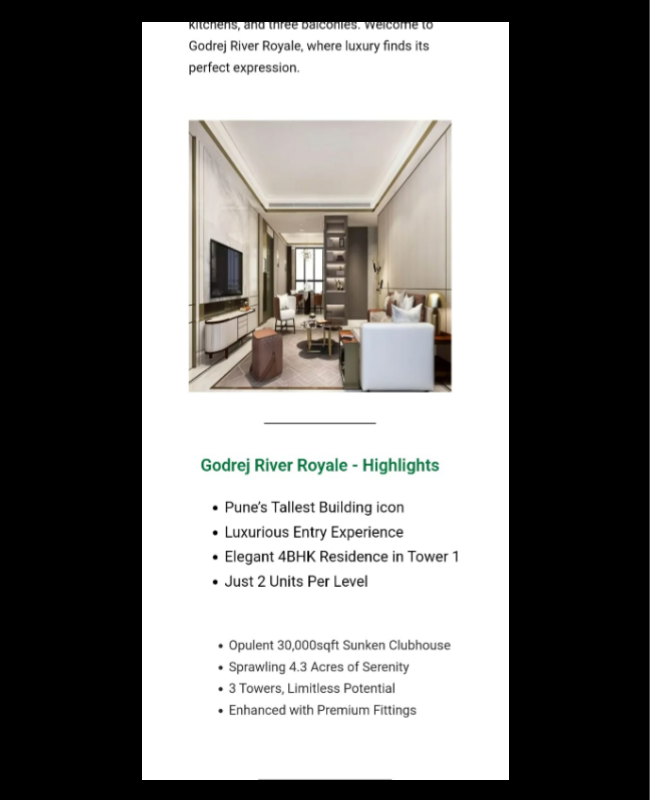 kitchens, and three balconies. Welcome to
Godrej River Royale, where luxury finds its
perfect expression.
Godrej River Royale - Highlights
• Pune's Tallest Building icon
• Luxurious Entry Experience
• Elegant 4BHK Residence in Tower 1
• Just 2 Units Per Level
• Opulent 30,000sqft Sunken Clubhouse
• Sprawling 4.3 Acres of Serenity
• 3 Towers, Limitless Potential
• Enhanced with Premium Fittings